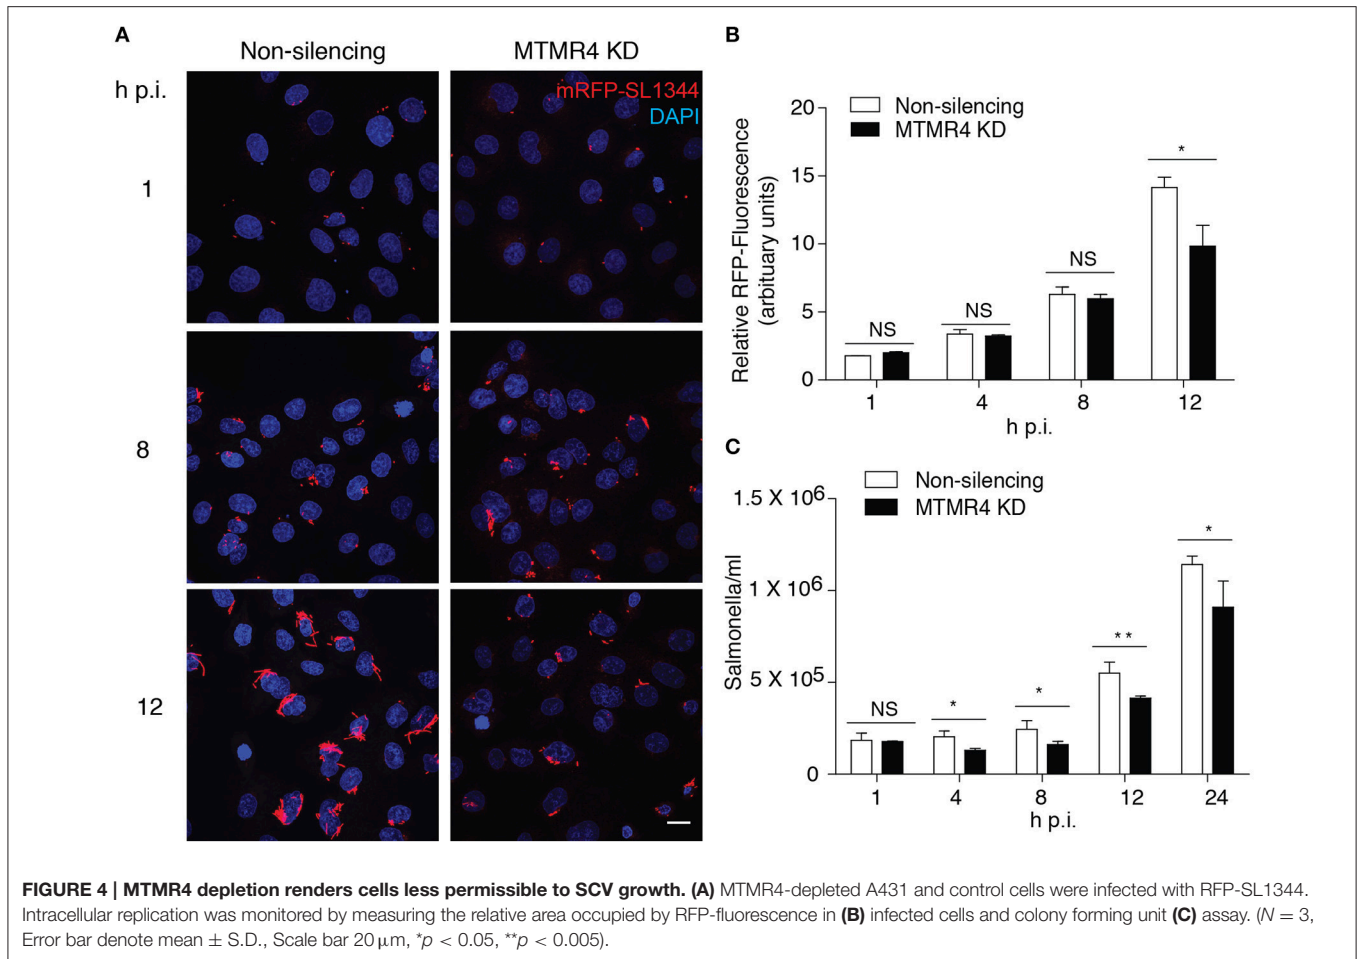 A
Non-silencing
MTMR4 KD
h p.i.
mRFP-SL1344
DAPI
1
8
12
B
Non-silencing
MTMR4 KD
Relative RFP-Fluorescence
(arbituary units)
20
15
10
5
0
NS
NS
NS
*
1 4 8 12
h p.i.
C
Non-silencing
MTMR4 KD
Salmonella/ml
1.5 X 10⁶
1 X 10⁶
5 X 10⁵
0
NS
*
*
**
*
1 4 8 12 24
h p.i.
FIGURE 4 | MTMR4 depletion renders cells less permissible to SCV growth. (A) MTMR4-depleted A431 and control cells were infected with RFP-SL1344.
Intracellular replication was monitored by measuring the relative area occupied by RFP-fluorescence in (B) infected cells and colony forming unit (C) assay. (N = 3,
Error bar denote mean ± S.D., Scale bar 20 μm, *p < 0.05, **p < 0.005).